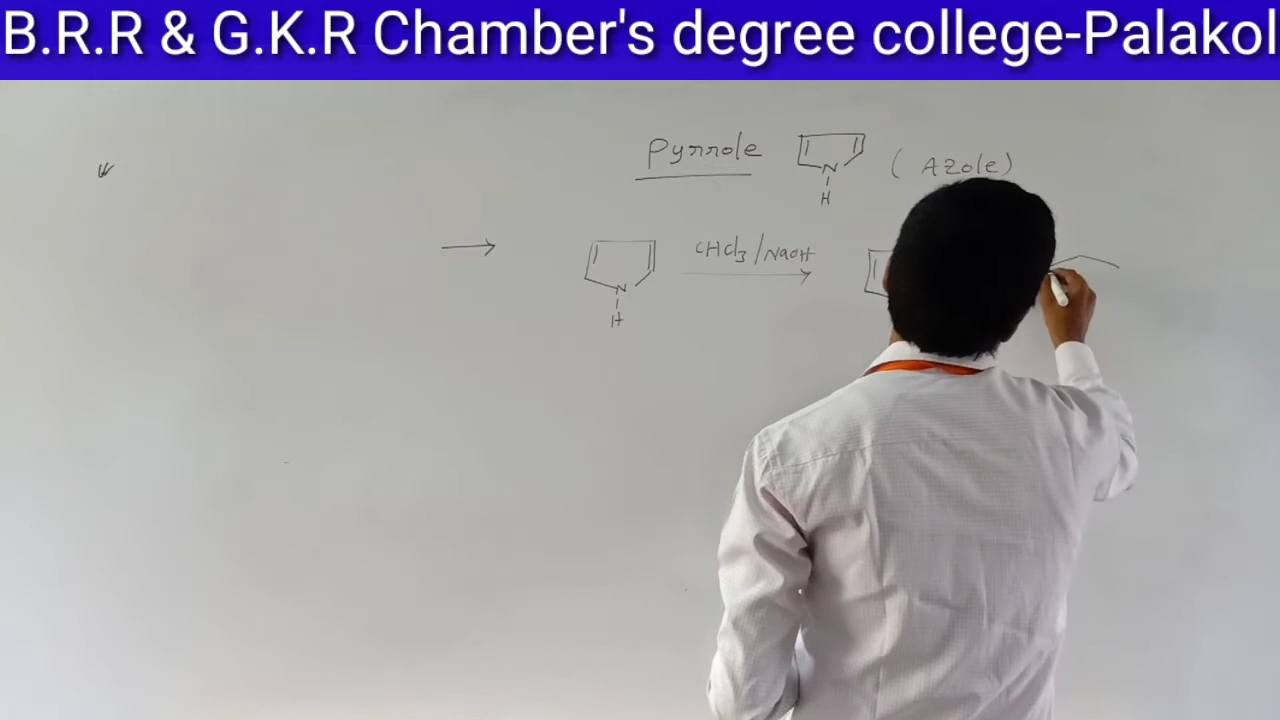 B.R.R & G.K.R Chamber's degree college-Palakol
Pyrrole
N
H
(Azole)
N
H
CHCl3/NaOH